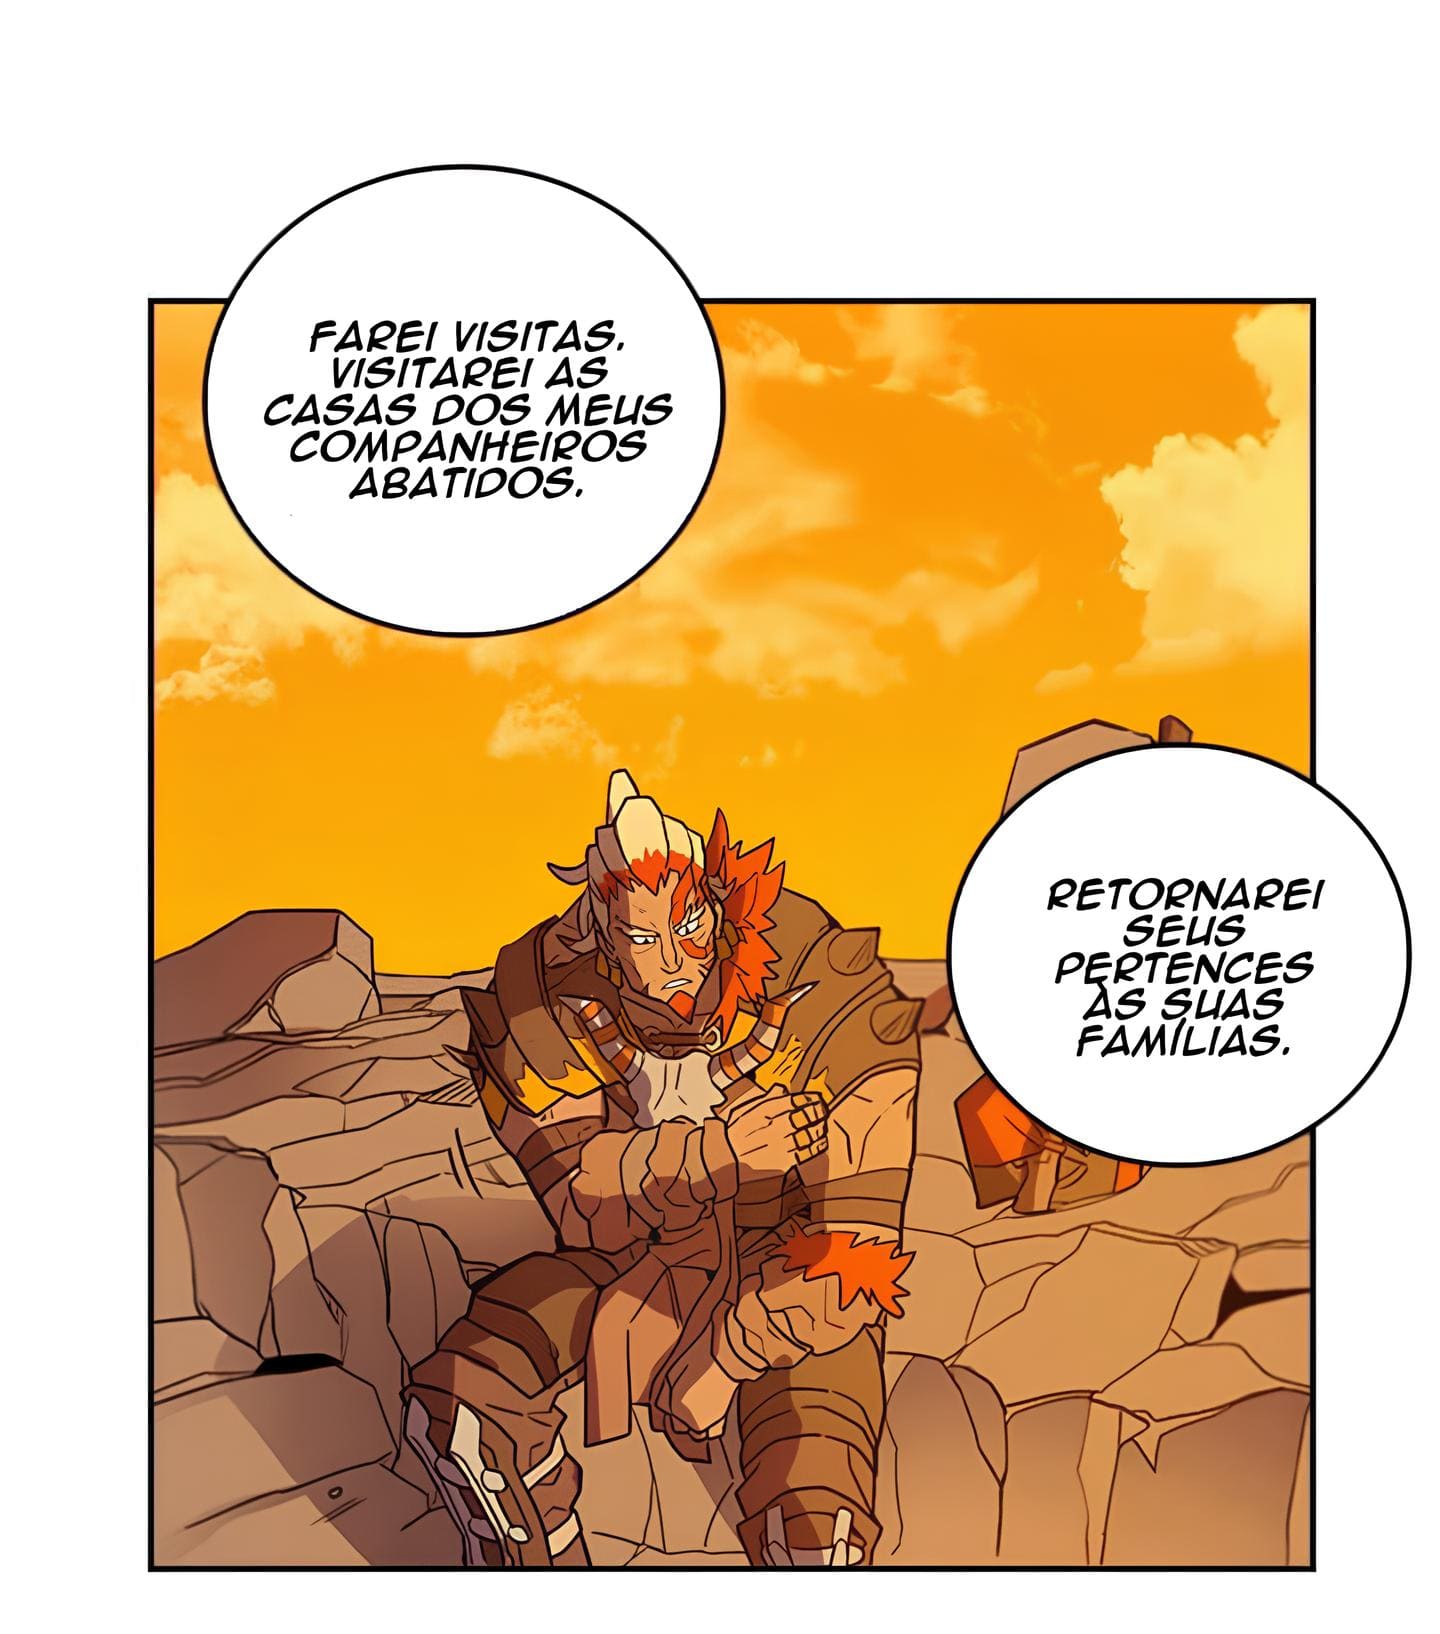 FAREI VISITAS.
VISITAREI AS
CASAS DOS MEUS
COMPANHEIROS
ABATIDOS.
RETORNAREI
SEUS
PERTENCES
ÀS SUAS
FAMÍLIAS.